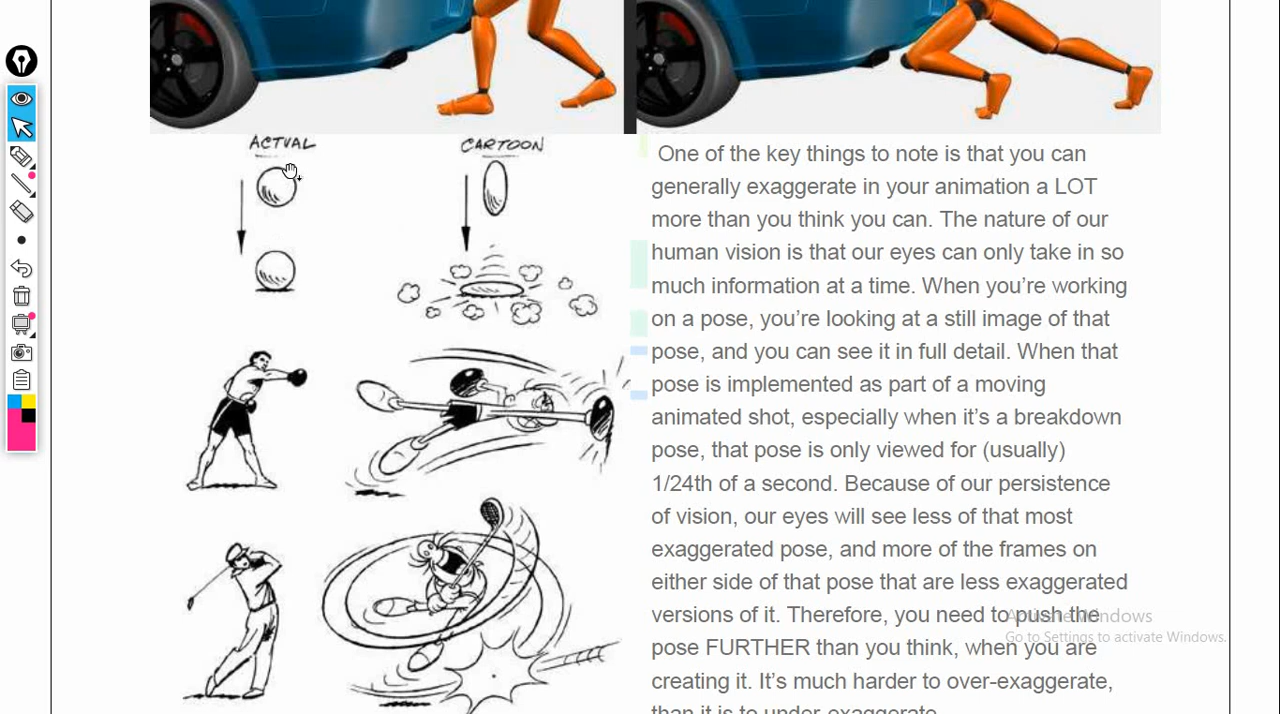 ACTUAL
CARTOON
One of the key things to note is that you can
generally exaggerate in your animation a LOT
more than you think you can. The nature of our
human vision is that our eyes can only take in so
much information at a time. When you’re working
on a pose, you’re looking at a still image of that
pose, and you can see it in full detail. When that
pose is implemented as part of a moving
animated shot, especially when it’s a breakdown
pose, that pose is only viewed for (usually)
1/24th of a second. Because of our persistence
of vision, our eyes will see less of that most
exaggerated pose, and more of the frames on
either side of that pose that are less exaggerated
versions of it. Therefore, you need to push the
pose FURTHER than you think, when you are
creating it. It’s much harder to over-exaggerate,
than it is to under-exaggerate
Activate Windows
Go to Settings to activate Windows.